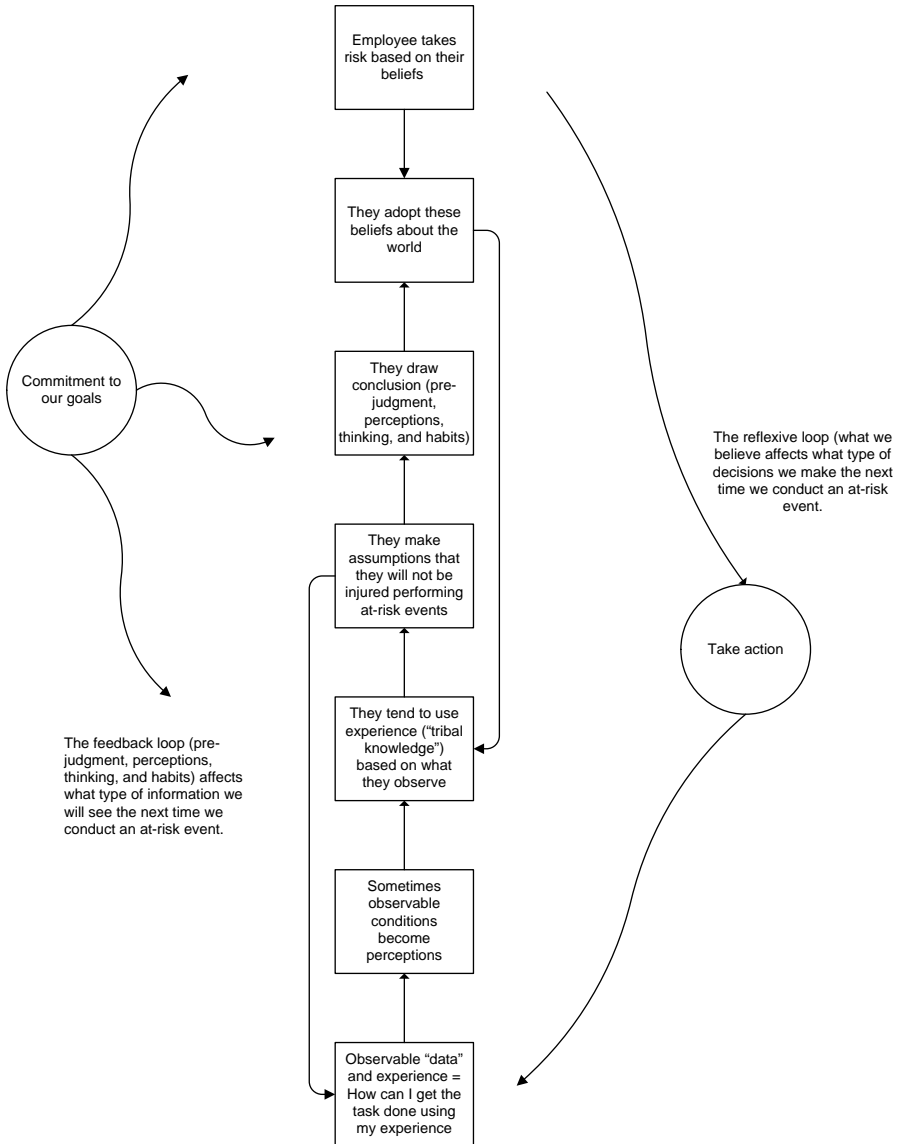 Employee takes
risk based on their
beliefs
They adopt these
beliefs about the
world
They draw
conclusion (pre-
judgment,
perceptions,
thinking, and habits)
Commitment to
our goals
The reflexive loop (what we
believe affects what type of
decisions we make the next
time we conduct an at-risk
event.
They make
assumptions that
they will not be
injured performing
at-risk events
Take action
They tend to use
experience (“tribal
knowledge”)
based on what
they observe
The feedback loop (pre-
judgment, perceptions,
thinking, and habits) affects
what type of information we
will see the next time we
conduct an at-risk event.
Sometimes
observable
conditions
become
perceptions
Observable “data”
and experience =
How can I get the
task done using
my experience